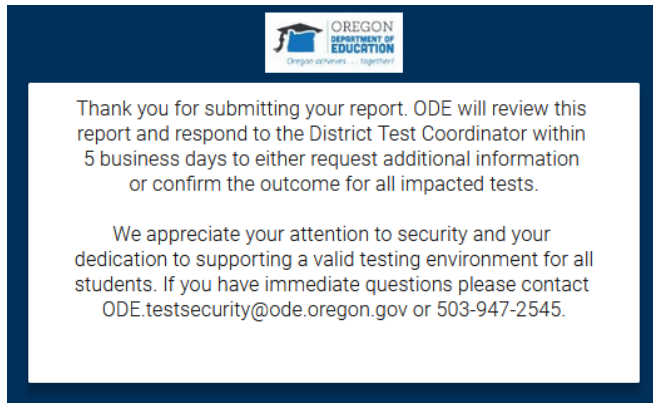 OREGON
DEPARTMENT OF
EDUCATION
Oregon achieves . . . together!
Thank you for submitting your report. ODE will review this
report and respond to the District Test Coordinator within
5 business days to either request additional information
or confirm the outcome for all impacted tests.
We appreciate your attention to security and your
dedication to supporting a valid testing environment for all
students. If you have immediate questions please contact
ODE.testsecurity@ode.oregon.gov or 503-947-2545.